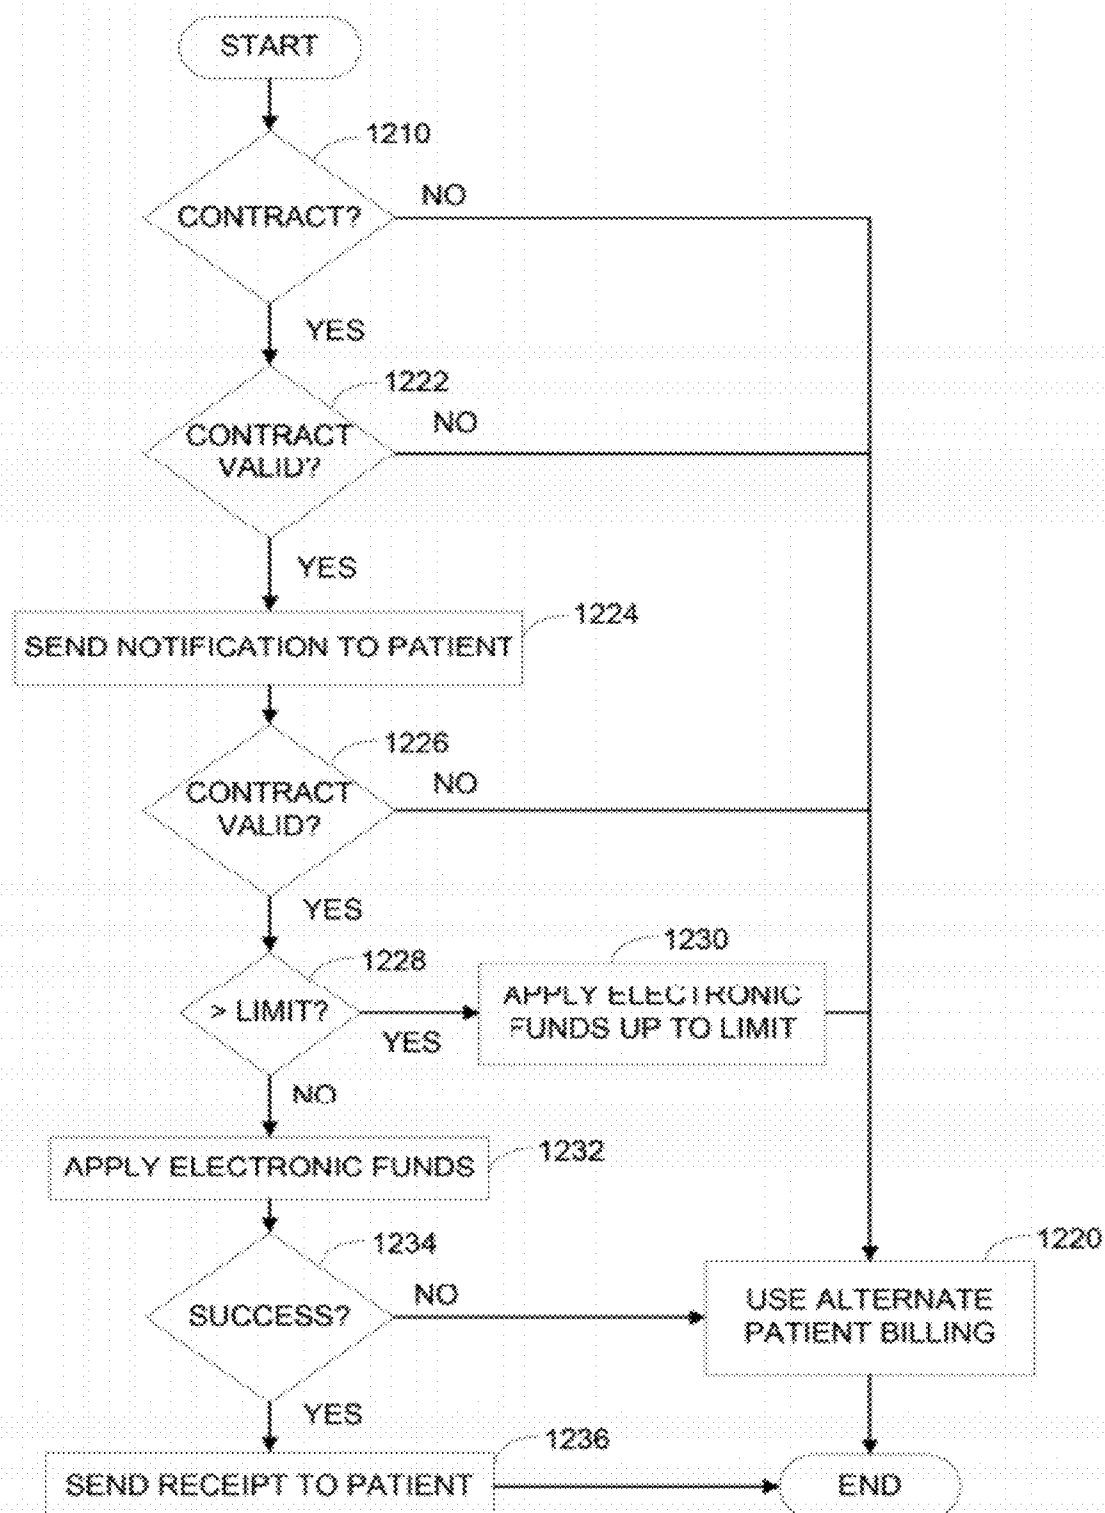 START
1210
CONTRACT?
NO
YES
1222
CONTRACT
VALID?
NO
YES
1224
SEND NOTIFICATION TO PATIENT
1226
CONTRACT
VALID?
NO
YES
1228
> LIMIT?
YES
1230
APPLY ELECTRONIC
FUNDS UP TO LIMIT
NO
1232
APPLY ELECTRONIC FUNDS
1234
SUCCESS?
NO
1220
USE ALTERNATE
PATIENT BILLING
YES
1236
SEND RECEIPT TO PATIENT
END